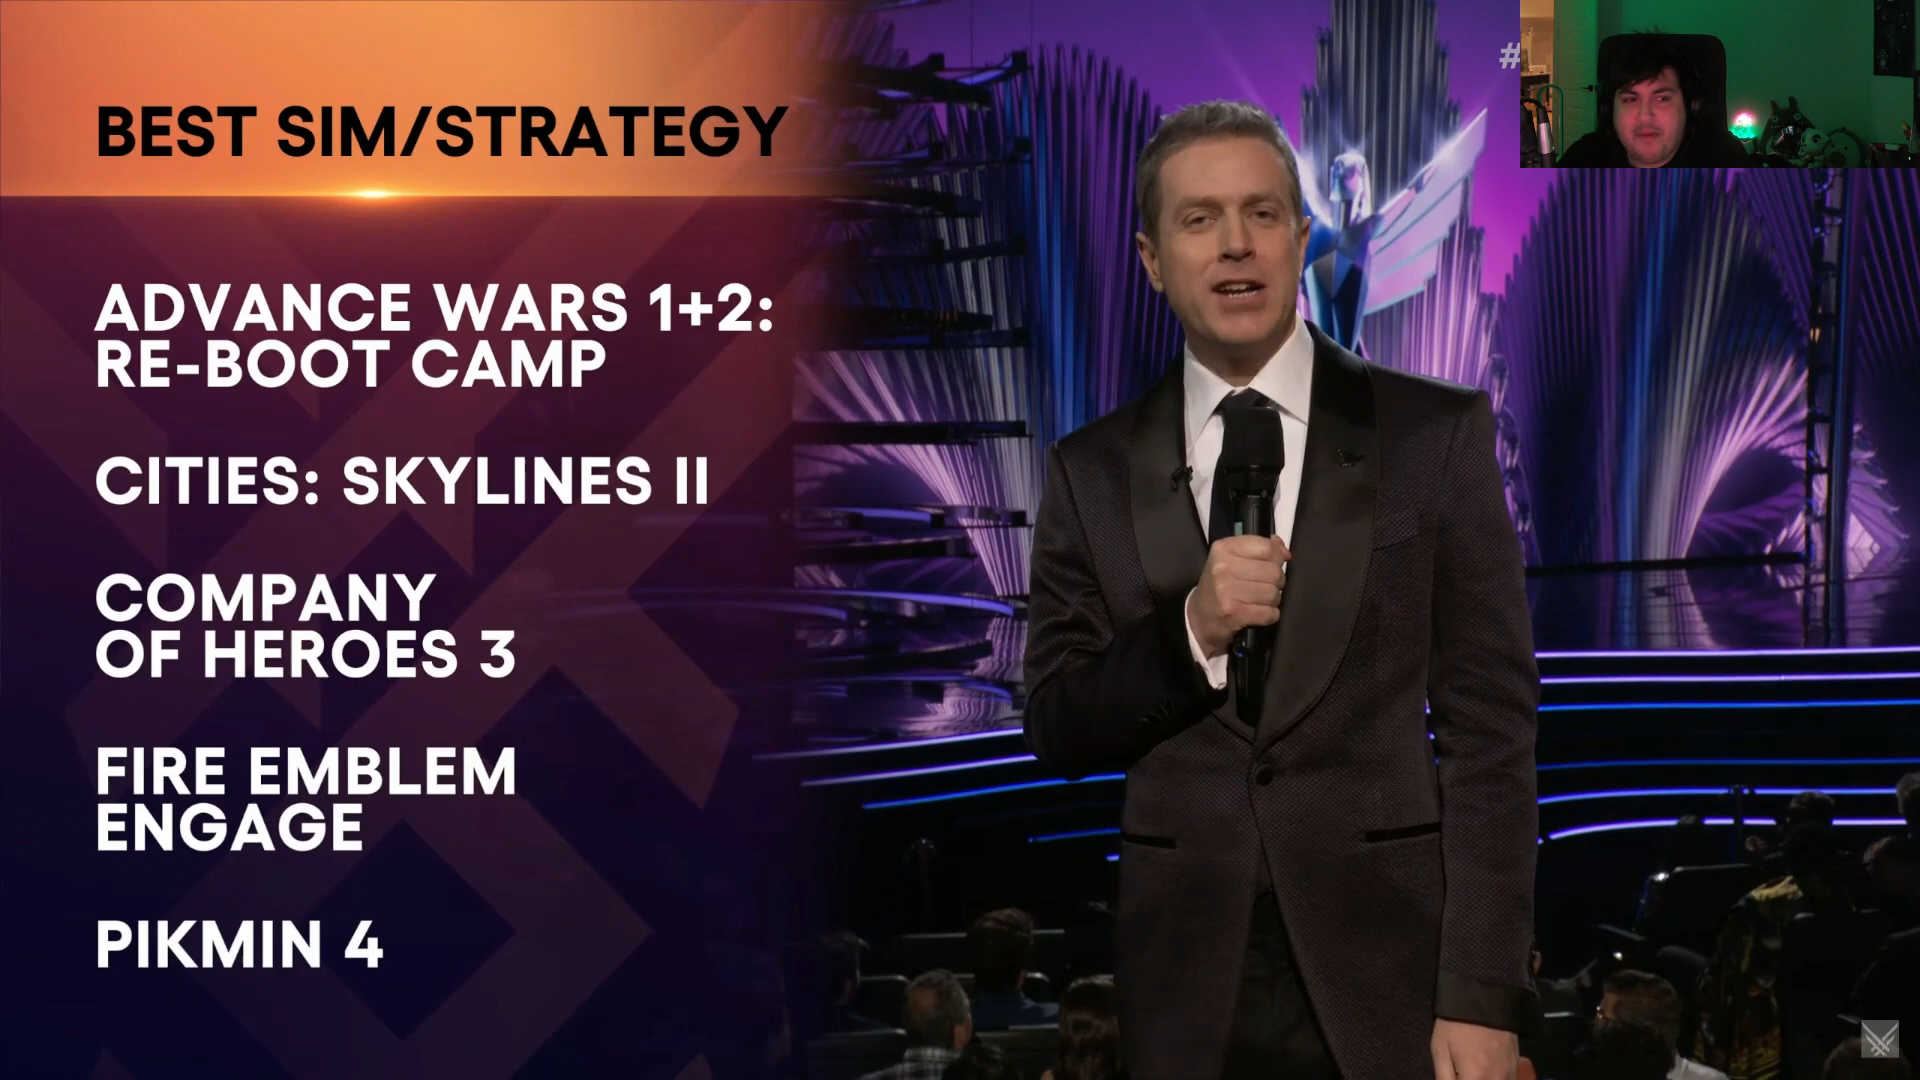 BEST SIM/STRATEGY
#
ADVANCE WARS 1+2:
RE-BOOT CAMP
CITIES: SKYLINES II
COMPANY
OF HEROES 3
FIRE EMBLEM
ENGAGE
PIKMIN 4